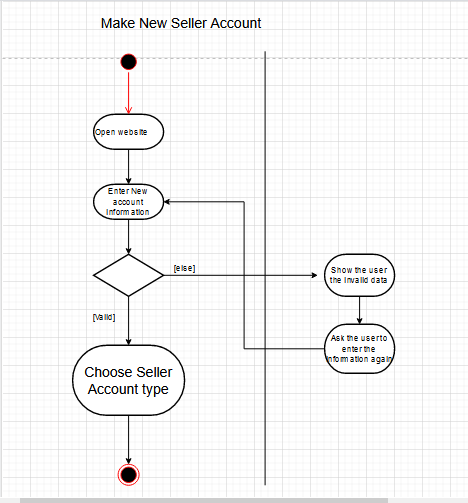 Make New Seller Account
Open website
Enter New
account
Information
[else]
Show the user
the Invalid data
[Valid]
Ask the user to
enter the
Information again
Choose Seller
Account type